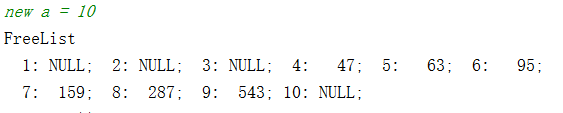 new a = 10
FreeList
1: NULL; 2: NULL; 3: NULL; 4: 47; 5: 63; 6: 95;
7: 159; 8: 287; 9: 543; 10: NULL;